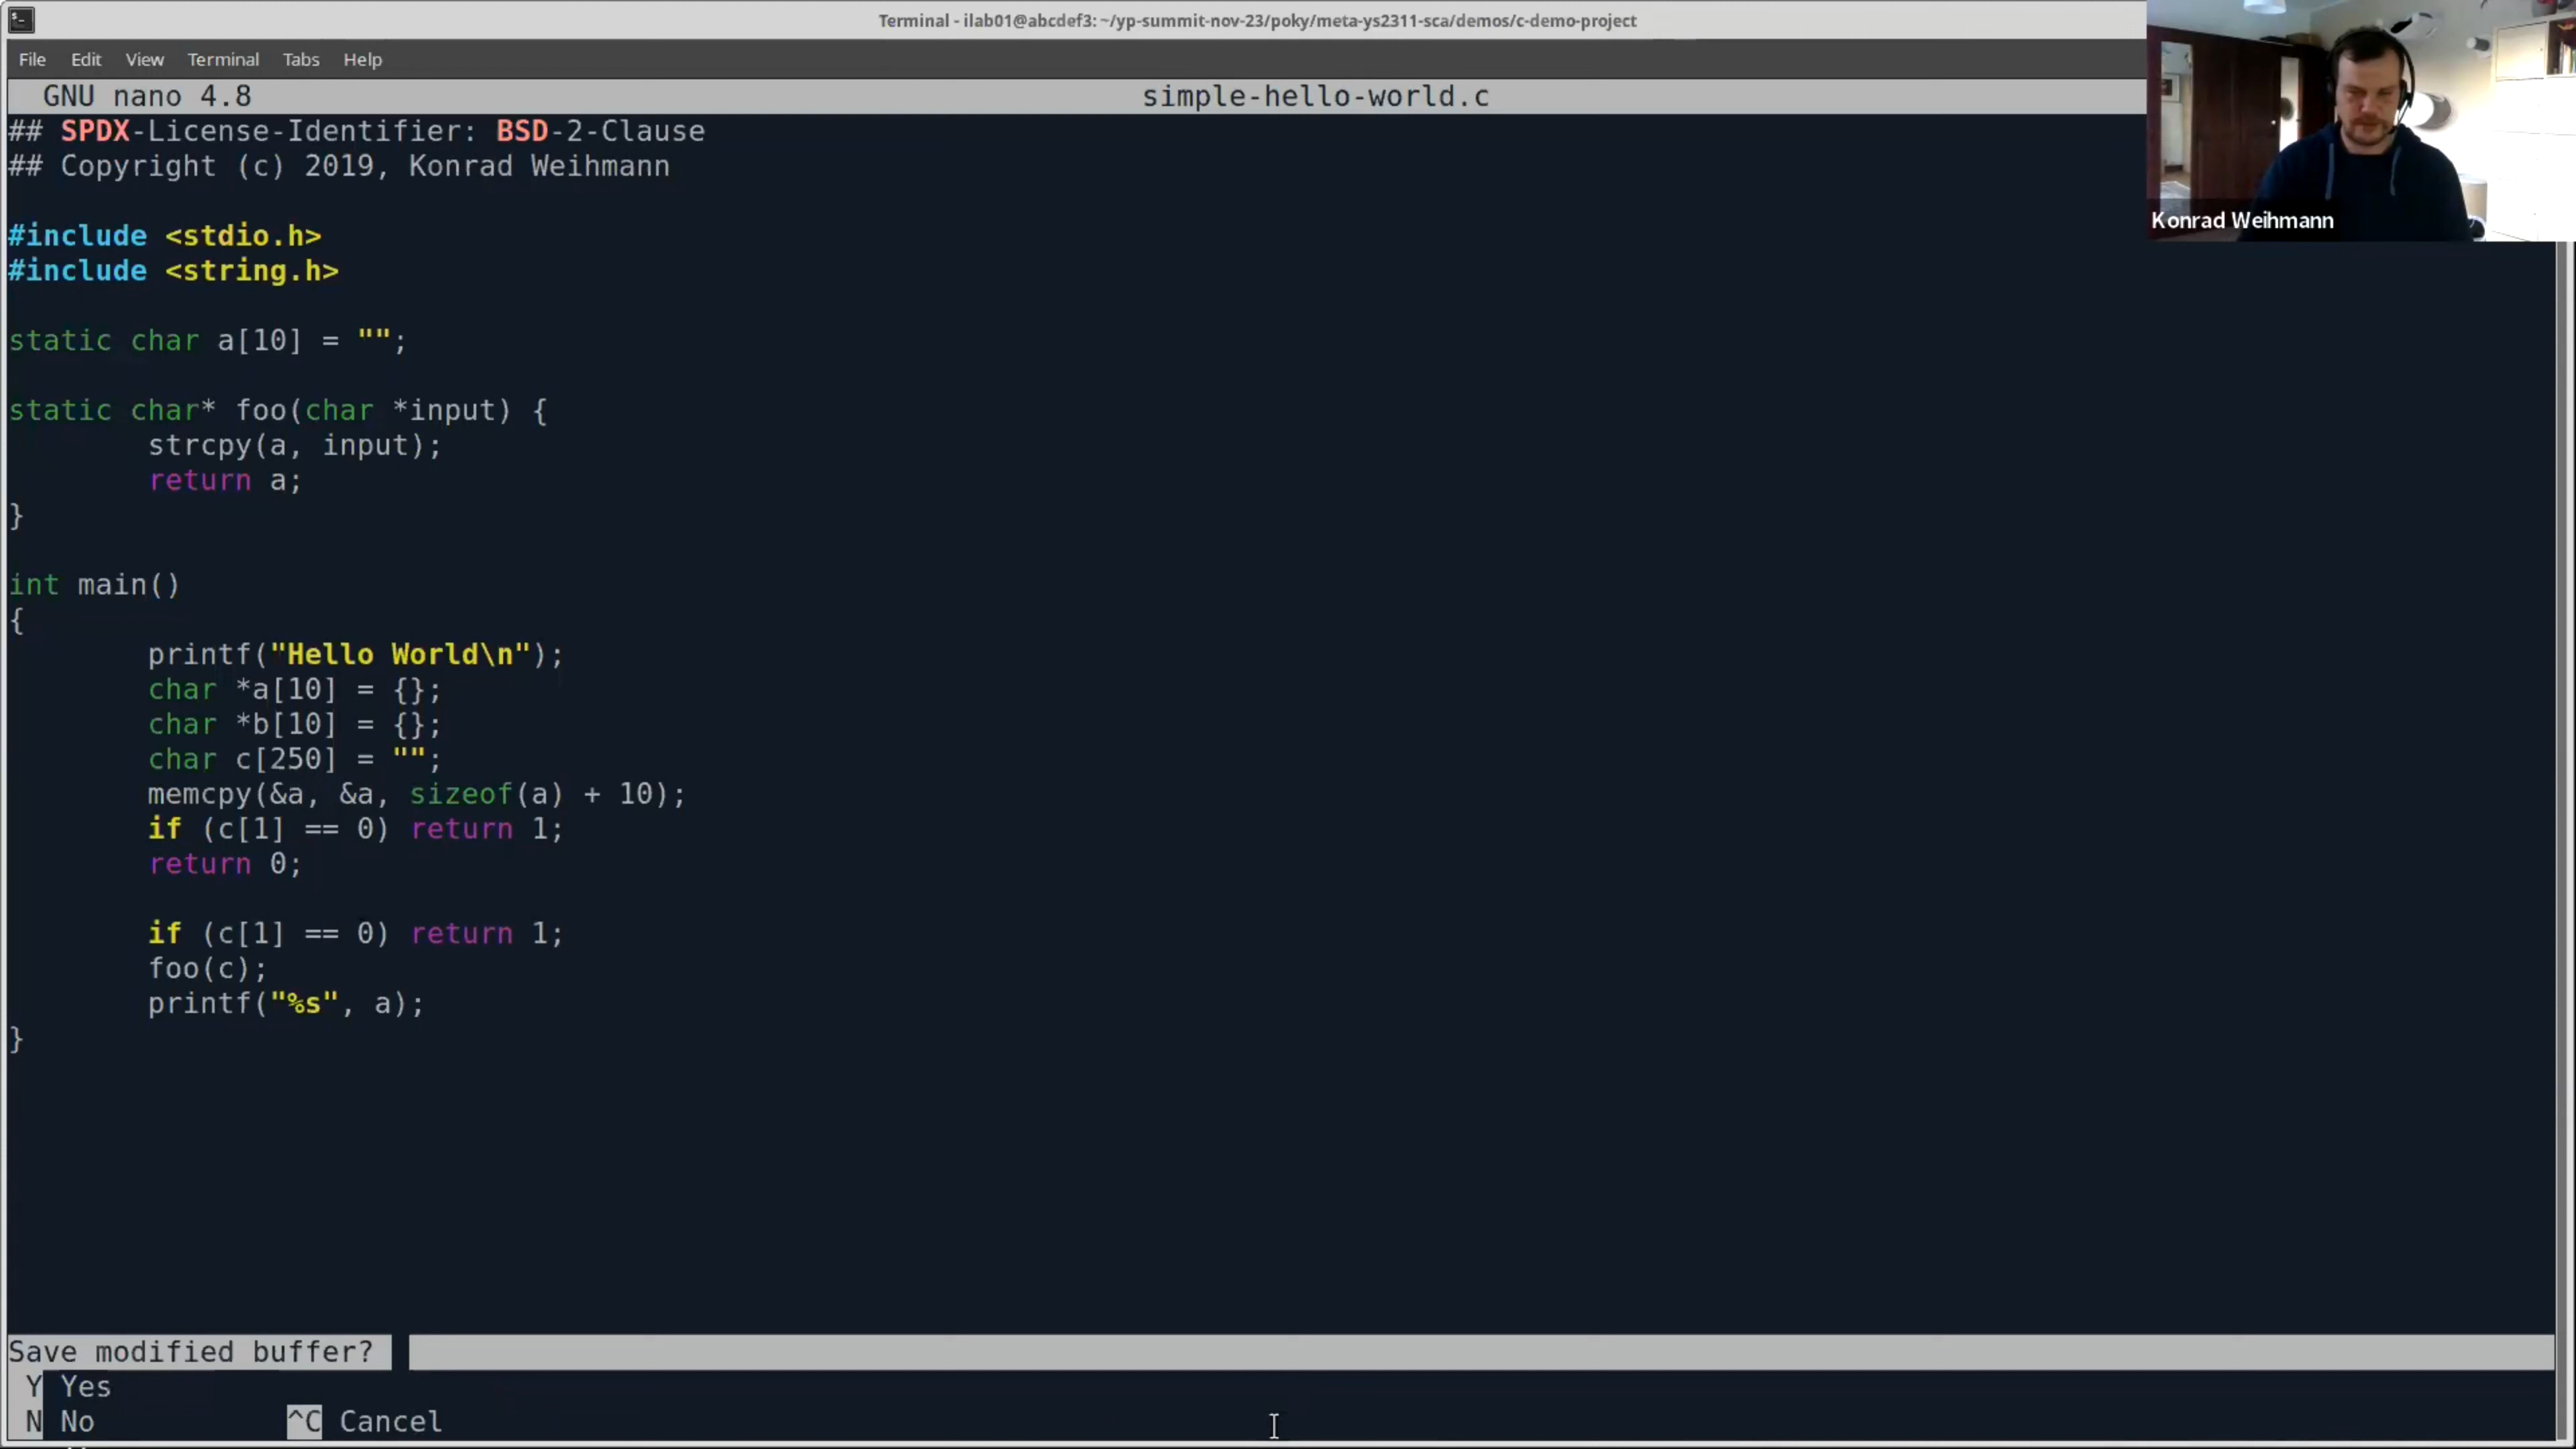 Terminal - ilab01@abcdef3: ~/yp-summit-nov-23/poky/meta-ys2311-sca/demos/c-demo-project
File Edit View Terminal Tabs Help
GNU nano 4.8 simple-hello-world.c
## SPDX-License-Identifier: BSD-2-Clause
## Copyright (c) 2019, Konrad Weihmann
#include <stdio.h>
#include <string.h>
static char a[10] = "";
static char* foo(char *input) {
strcpy(a, input);
return a;
}
int main()
{
printf("Hello World\n");
char *a[10] = {};
char *b[10] = {};
char c[250] = "";
memcpy(&a, &a, sizeof(a) + 10);
if (c[1] == 0) return 1;
return 0;
if (c[1] == 0) return 1;
foo(c);
printf("%s", a);
}
Save modified buffer?
Y Yes
N No ^C Cancel
Konrad Weihmann